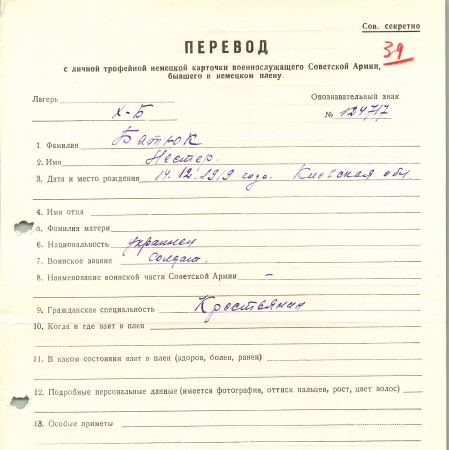 Сов. секретно
39
ПЕРЕВОД
с личной трофейной немецкой карточки военнослужащего Советской Армии,
бывшего в немецком плену.
Лагерь Опознавательный знак
X-Б № 124717
1. Фамилия Батюк
2. Имя Нестер.
3. Дата и место рождения 14.12.1919 года. Киевская обл
4. Имя отца
5. Фамилия матери
6. Национальность украинец
7. Воинское звание Солдат.
8. Наименование воинской части Советской Армии –
9. Гражданская специальность Крестьянин
10. Когда и где взят в плен
11. В каком состоянии взят в плен (здоров, болен, ранен)
12. Подробные персональные данные (имеется фотография, оттиск пальцев, рост, цвет волос)
13. Особые приметы